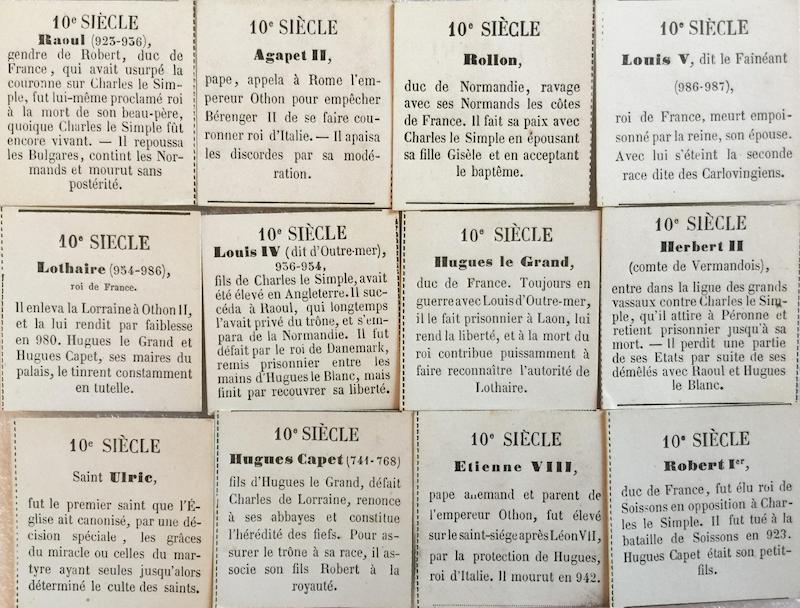 10e SIÈCLE
Raoul (923-936),
gendre de Robert, duc de
France, qui avait usurpé la
couronne sur Charles le Sim-
ple, fut lui-même proclamé roi
à la mort de son beau-père,
quoique Charles le Simple fût
encore vivant. — Il repoussa
les Bulgares, contint les Nor-
mands et mourut sans
postérité.
10e SIÈCLE
Agapet II,
pape, appela à Rome l'em-
pereur Othon pour empêcher
Bérenger II de se faire cou-
ronner roi d'Italie. — Il apaisa
les discordes par sa modé-
ration.
10e SIÈCLE
Rollon,
duc de Normandie, ravage
avec ses Normands les côtes
de France. Il fait sa paix avec
Charles le Simple en épousant
sa fille Gisèle et en acceptant
le baptême.
10e SIÈCLE
Louis V, dit le Fainéant
(986-987),
roi de France, meurt empoi-
sonné par la reine, son épouse.
Avec lui s'éteint la seconde
race dite des Carlovingiens.
10e SIECLE
Lothaire (954-986),
roi de France.
Il enleva la Lorraine à Othon II,
et la lui rendit par faiblesse
en 980. Hugues le Grand et
Hugues Capet, ses maires du
palais, le tinrent constamment
en tutelle.
10e SIÈCLE
Louis IV (dit d'Outre-mer),
936-954,
fils de Charles le Simple, avait
été élevé en Angleterre. Il suc-
céda à Raoul, qui longtemps
l'avait privé du trône, et s'em-
para de la Normandie. Il fut
défait par le roi de Danemark,
remis prisonnier entre les
mains d'Hugues le Blanc, mais
finit par recouvrer sa liberté.
10e SIÈCLE
Hugues le Grand,
duc de France. Toujours en
guerre avec Louis d'Outre-mer,
il le fait prisonnier à Laon, lui
rend la liberté, et à la mort du
roi contribue puissamment à
faire reconnaître l'autorité de
Lothaire.
10e SIÈCLE
Herbert II
(comte de Vermandois),
entre dans la ligne des grands
vassaux contre Charles le Sim-
ple, qu'il attire à Péronne et
retient prisonnier jusqu'à sa
mort. — Il perdit une partie
de ses Etats par suite de ses
démêlés avec Raoul et Hugues
le Blanc.
10e SIÈCLE
Saint Ulric,
fut le premier saint que l'É-
glise ait canonisé, par une dé-
cision spéciale, les grâces
du miracle ou celles du mar-
tyre ayant seules jusqu'alors
déterminé le culte des saints.
10e SIÈCLE
Hugues Capet (741-768)
fils d'Hugues le Grand, défait
Charles de Lorraine, renonce
à ses abbayes et constitue
l'hérédité des fiefs. Pour as-
surer le trône à sa race, il as-
socie son fils Robert à la
royauté.
10e SIÈCLE
Etienne VIII,
pape allemand et parent de
l'empereur Othon, fut élevé
sur le saint-siége après Léon VII,
par la protection de Hugues,
roi d'Italie. Il mourut en 942.
10e SIÈCLE
Robert Ier,
duc de France, fut élu roi de
Soissons en opposition à Char-
les le Simple. Il fut tué à la
bataille de Soissons en 923.
Hugues Capet était son petit-
fils.